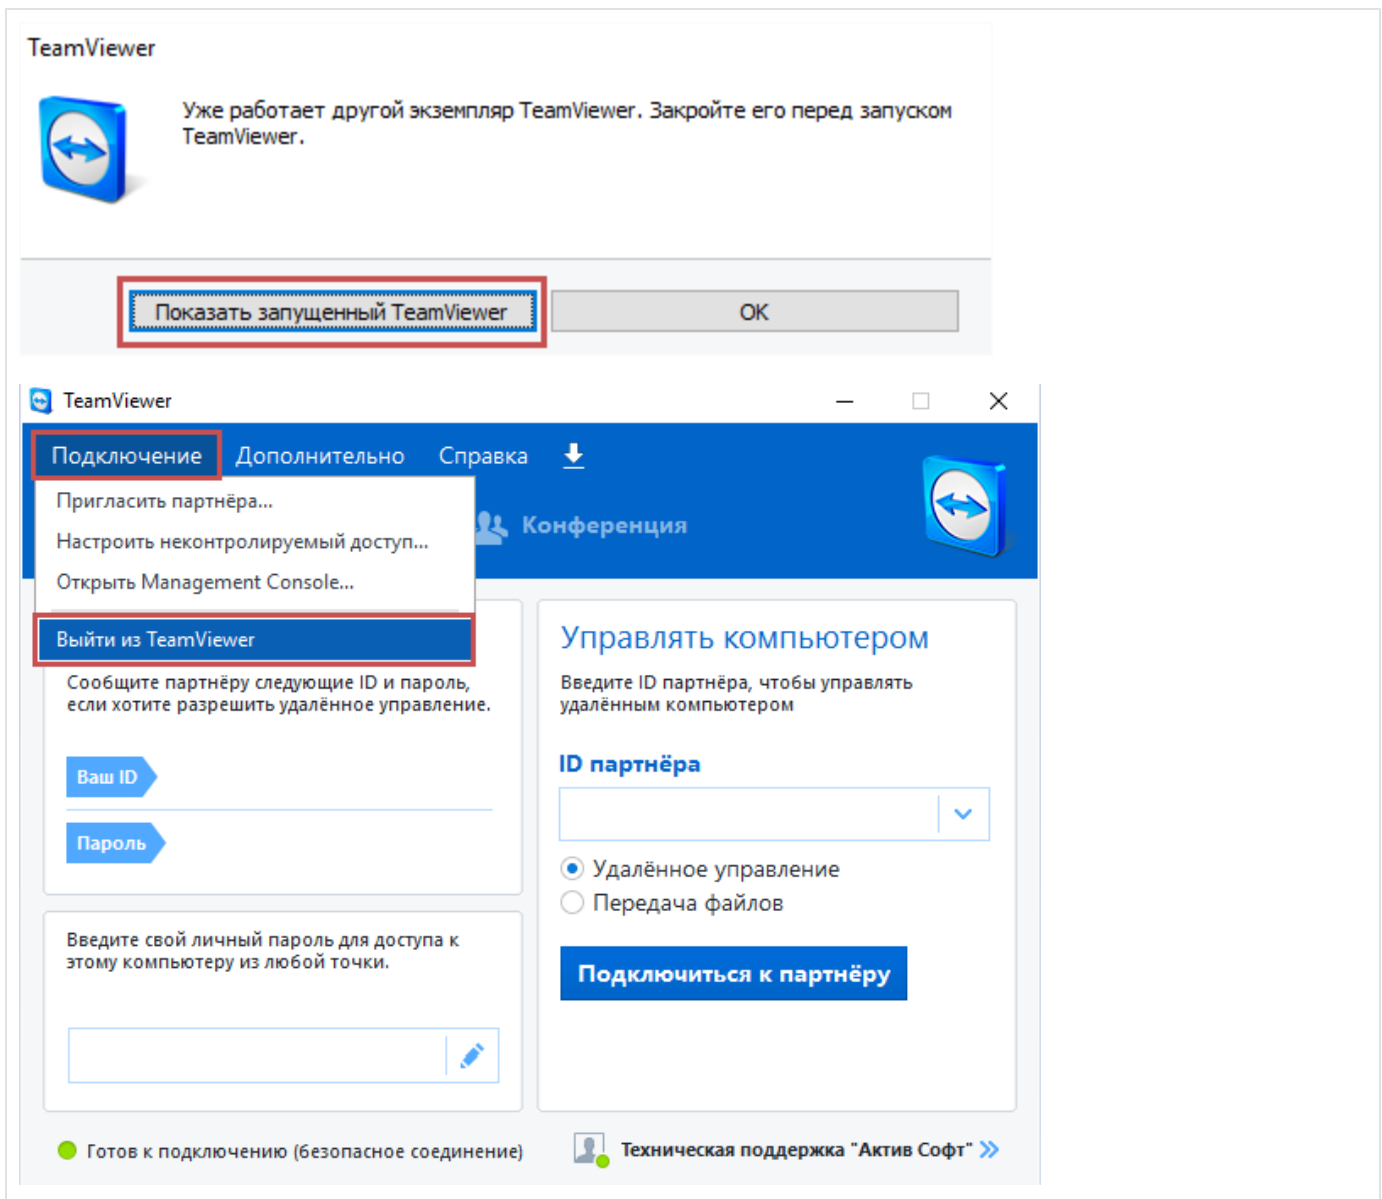 TeamViewer
Уже работает другой экземпляр TeamViewer. Закройте его перед запуском
TeamViewer.
Показать запущенный TeamViewer
OK
TeamViewer
Подключение
Дополнительно
Справка
Пригласить партнёра...
Настроить неконтролируемый доступ...
Открыть Management Console...
Выйти из TeamViewer
Конференция
Сообщите партнёру следующие ID и пароль,
если хотите разрешить удалённое управление.
Ваш ID
Пароль
Введите свой личный пароль для доступа к
этому компьютеру из любой точки.
Управлять компьютером
Введите ID партнёра, чтобы управлять
удалённым компьютером
ID партнёра
Удалённое управление
Передача файлов
Подключиться к партнёру
Готов к подключению (безопасное соединение)
Техническая поддержка "Актив Софт"